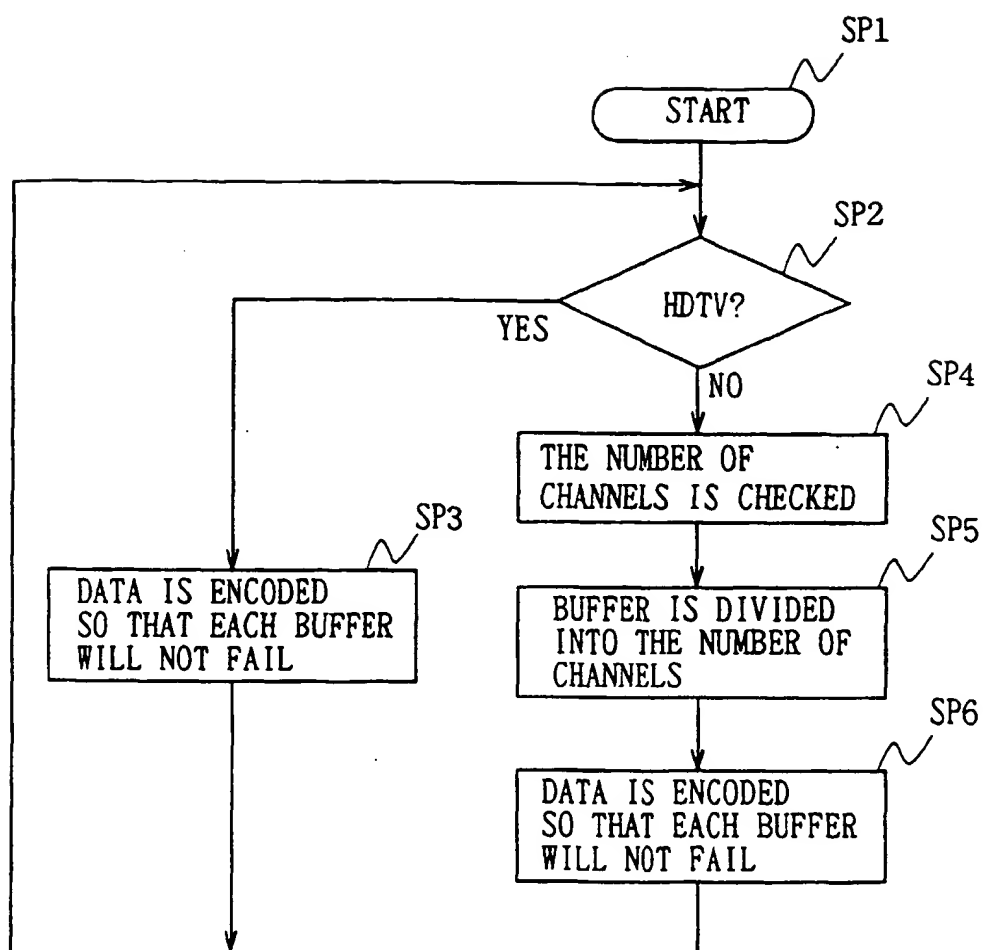 SP1
START
SP2
HDTV?
YES
NO
SP4
THE NUMBER OF
CHANNELS IS CHECKED
SP3
DATA IS ENCODED
SO THAT EACH BUFFER
WILL NOT FAIL
SP5
BUFFER IS DIVIDED
INTO THE NUMBER OF
CHANNELS
SP6
DATA IS ENCODED
SO THAT EACH BUFFER
WILL NOT FAIL